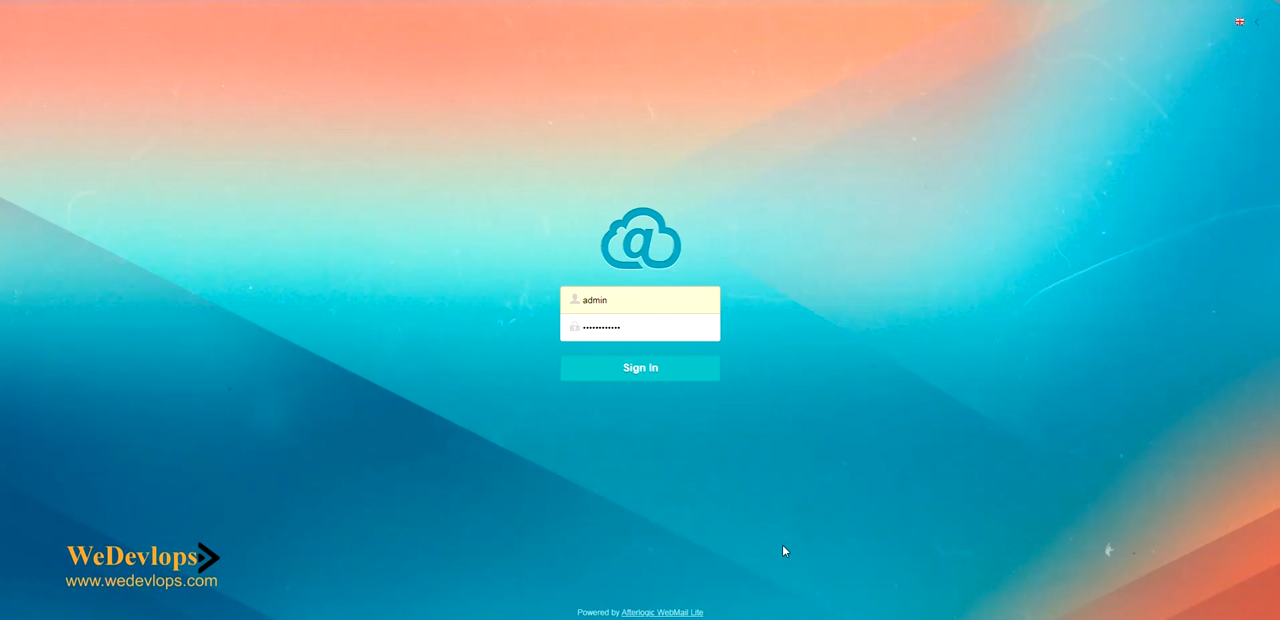 @
admin
••••••••••••
Sign In
WeDevlops
www.wedevlops.com
Powered by Afterlogic WebMail Lite